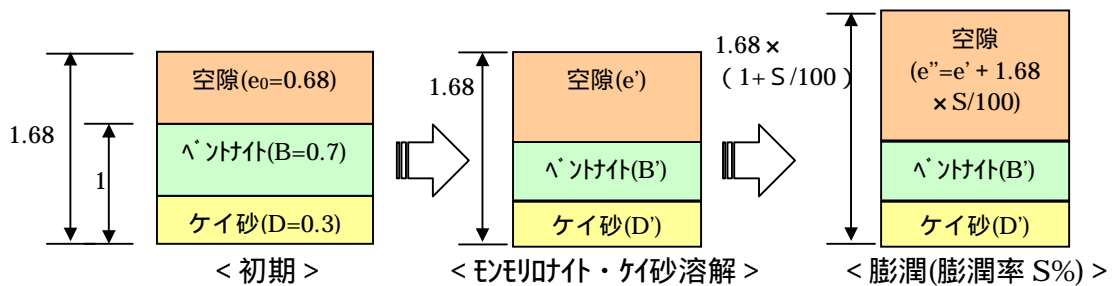 1.68
1
空隙(e0=0.68)
ﾍﾞﾝﾄﾅｲﾄ(B=0.7)
ケイ砂(D=0.3)
<初期>
1.68
空隙(e’)
ﾍﾞﾝﾄﾅｲﾄ(B’)
ケイ砂(D’)
<ﾓﾝﾓﾘﾛﾅｲﾄ・ｹｲ砂溶解>
1.68×
(1+S/100)
空隙
(e”=e’+1.68
×S/100)
ﾍﾞﾝﾄﾅｲﾄ(B’)
ケイ砂(D’)
<膨潤(膨潤率 S%)>